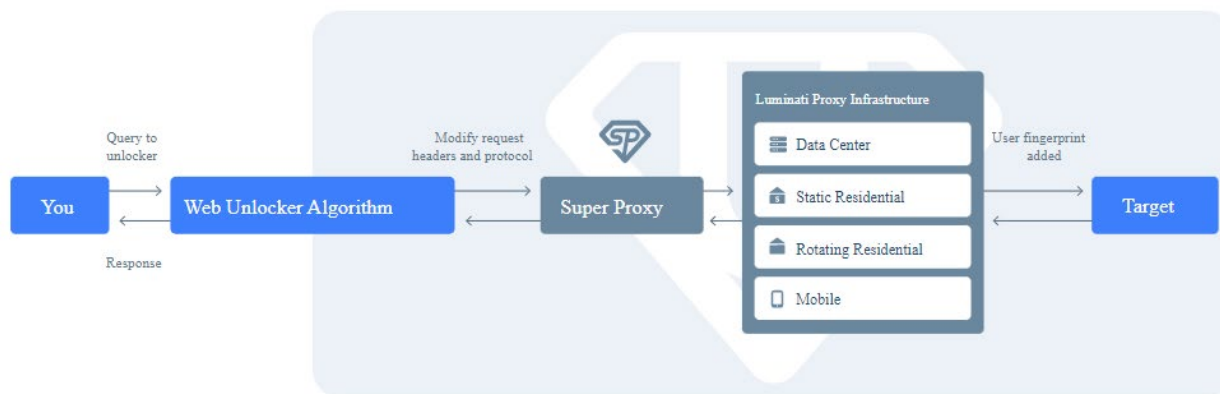 Luminati Proxy Infrastructure
Query to
unlocker
Modify request
headers and protocol
SP
Data Center
User fingerprint
added
You
Web Unlocker Algorithm
Super Proxy
Static Residential
Target
Response
Rotating Residential
Mobile